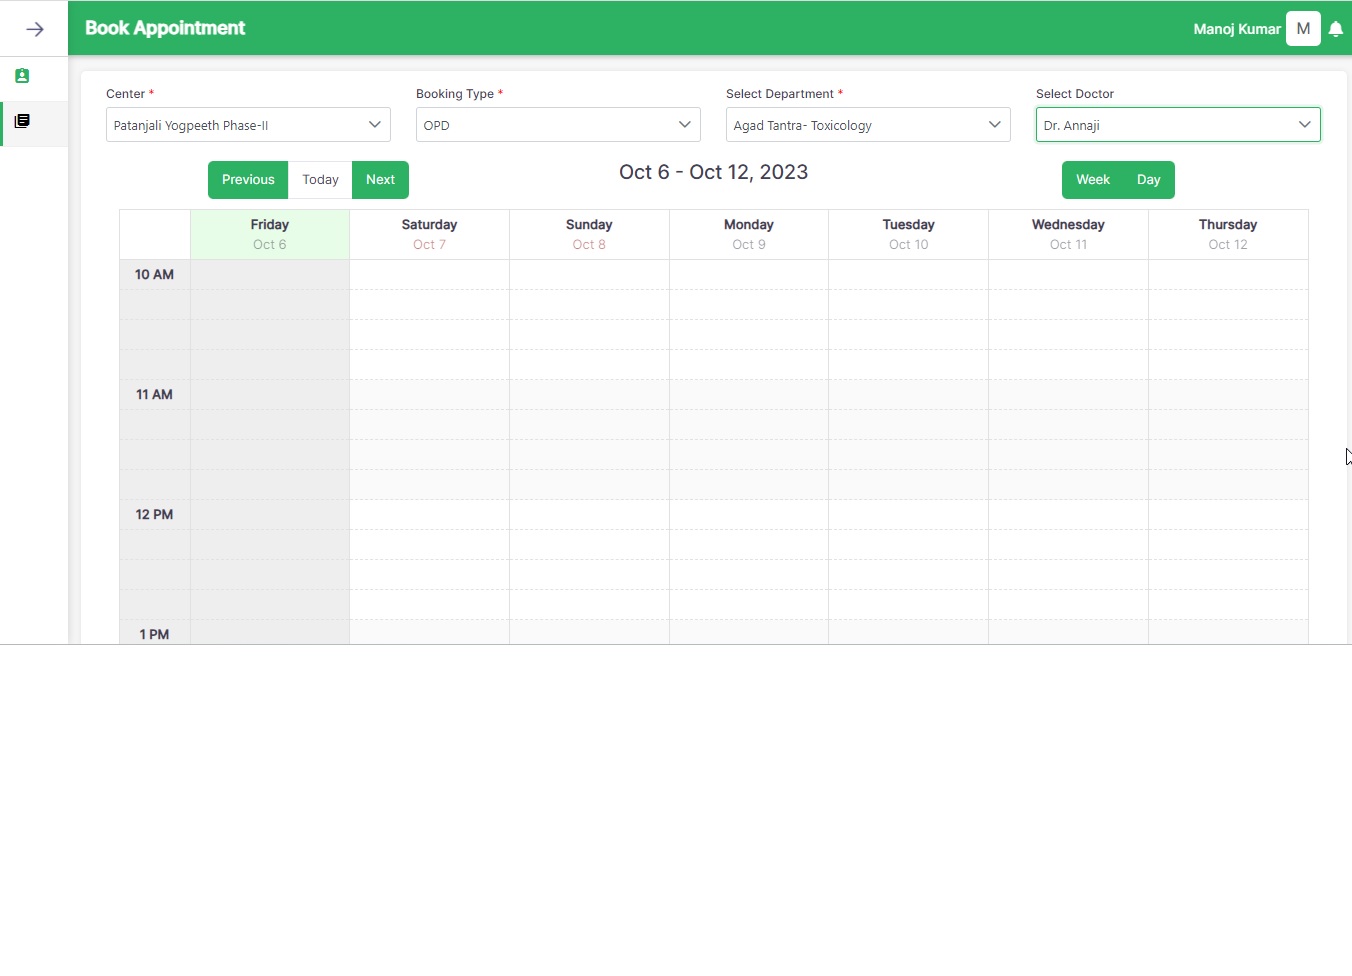 Book Appointment
Manoj Kumar M
Center * Booking Type * Select Department * Select Doctor
Patanjali Yogpeeth Phase-II OPD Agad Tantra- Toxicology Dr. Annaji
Previous Today Next Oct 6 - Oct 12, 2023 Week Day
Friday Saturday Sunday Monday Tuesday Wednesday Thursday
Oct 6 Oct 7 Oct 8 Oct 9 Oct 10 Oct 11 Oct 12
10 AM
11 AM
12 PM
1 PM